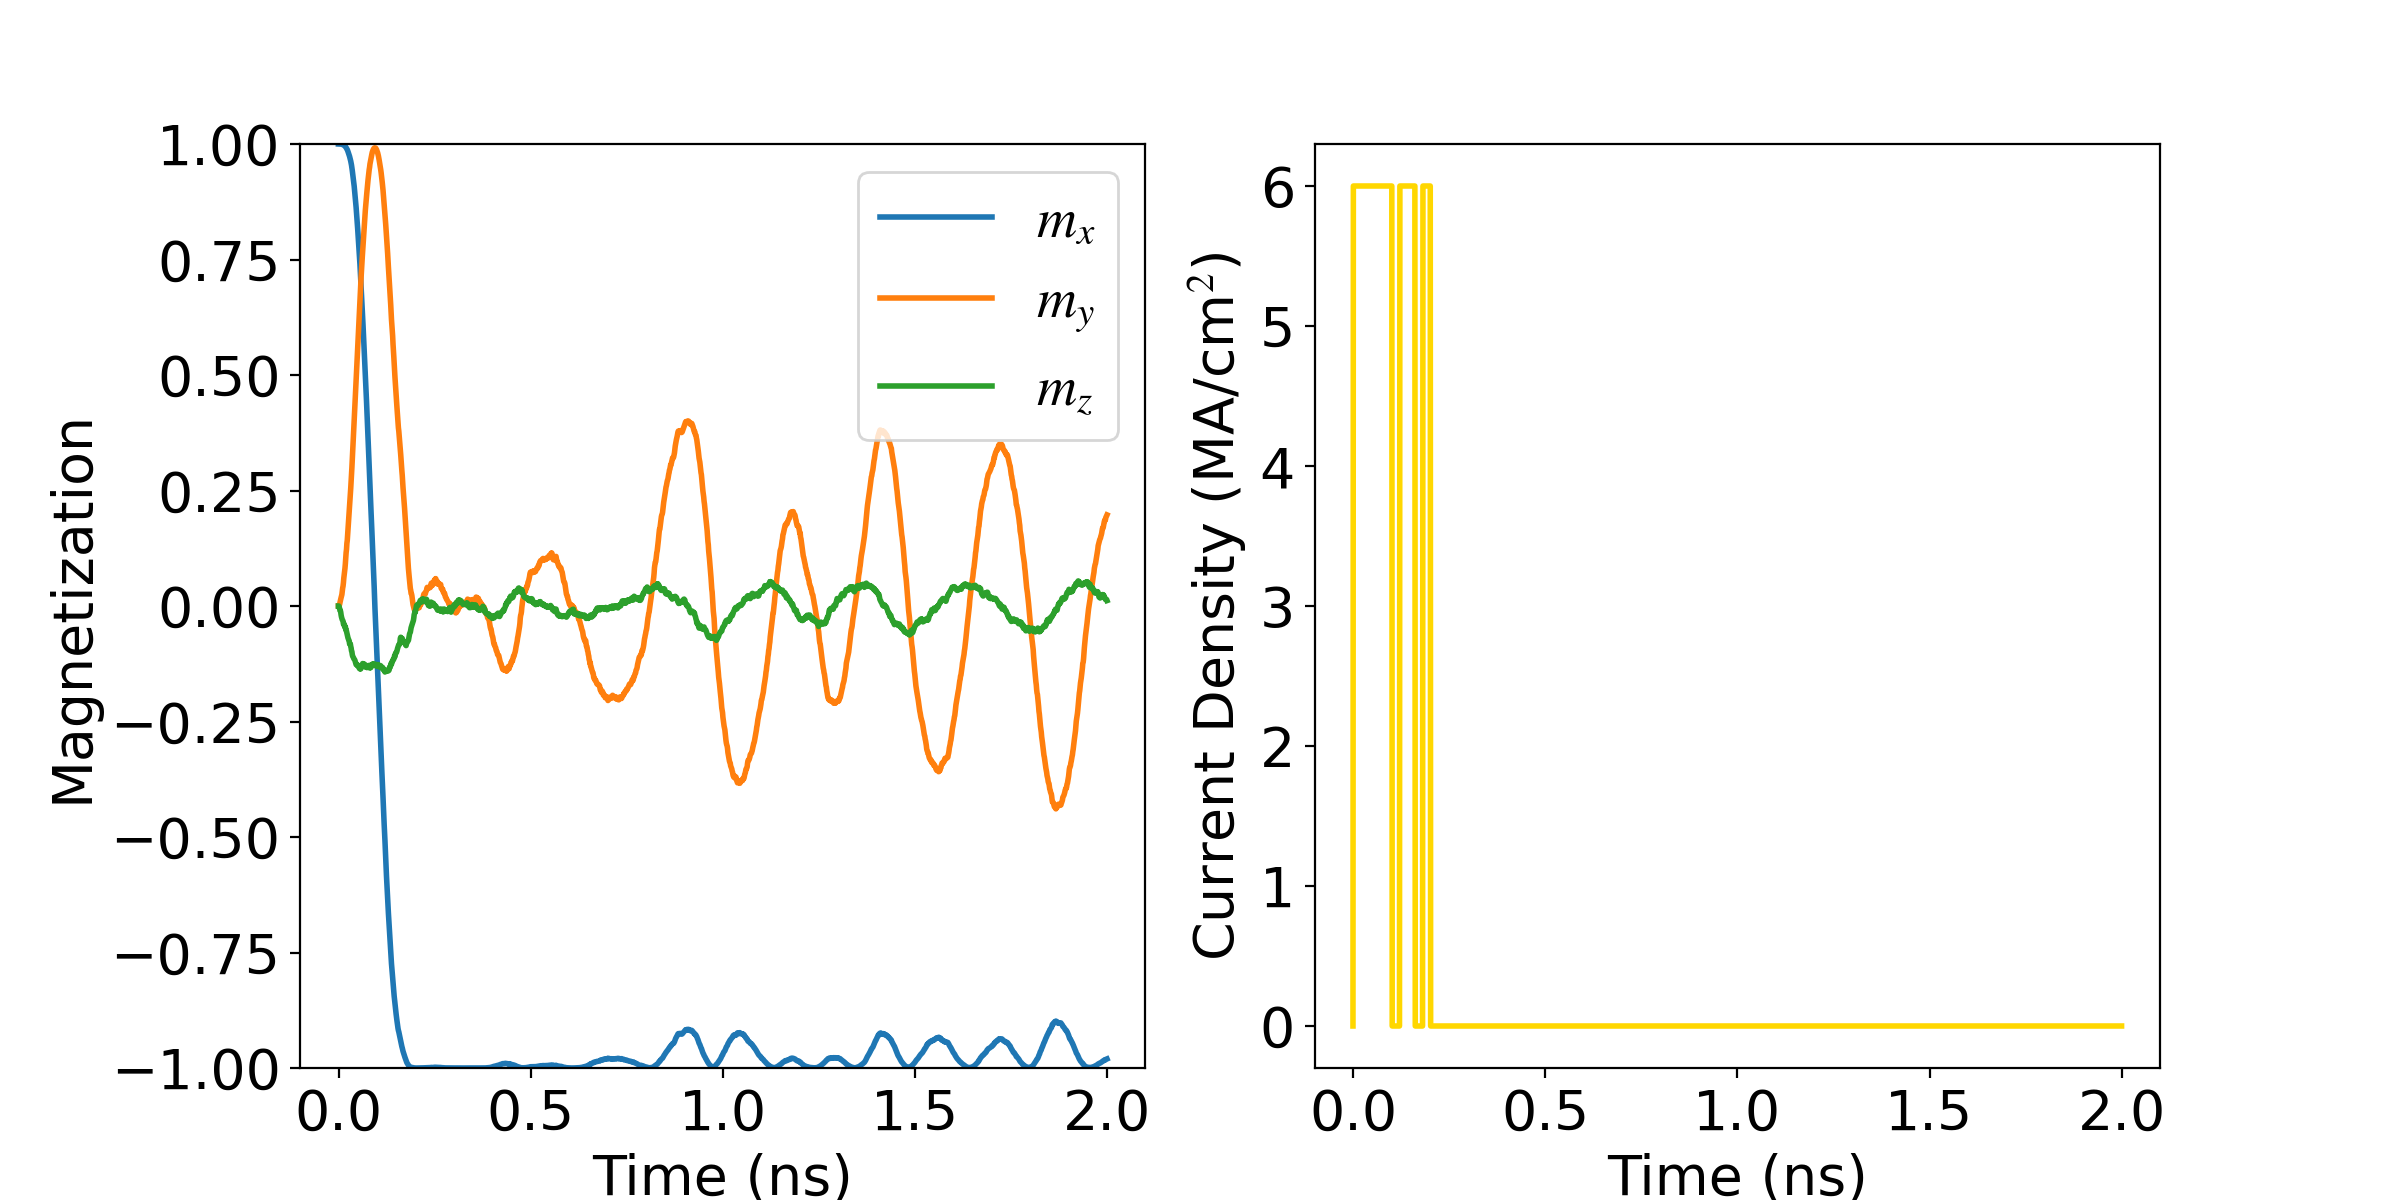 1.00
0.75
0.50
0.25
0.00
−0.25
−0.50
−0.75
−1.00
Magnetization
0.0 0.5 1.0 1.5 2.0
Time (ns)
m_x
m_y
m_z
6
5
4
3
2
1
0
Current Density (MA/cm²)
0.0 0.5 1.0 1.5 2.0
Time (ns)